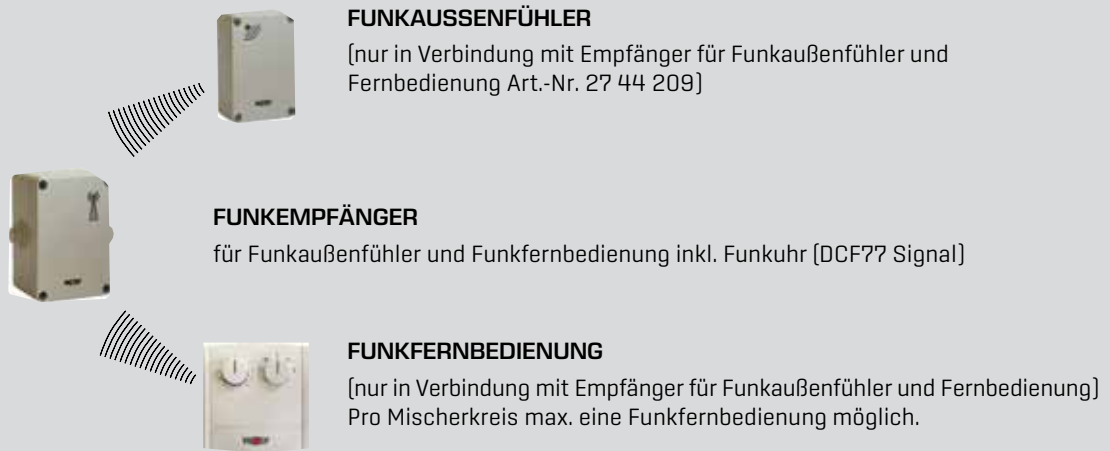 FUNKAUSSENFÜHLER
(nur in Verbindung mit Empfänger für Funkaußenfühler und
Fernbedienung Art.-Nr. 27 44 209)
FUNKEMPFÄNGER
für Funkaußenfühler und Funkfernbedienung inkl. Funkuhr (DCF77 Signal)
FUNKFERNBEDIENUNG
(nur in Verbindung mit Empfänger für Funkaußenfühler und Fernbedienung)
Pro Mischerkreis max. eine Funkfernbedienung möglich.